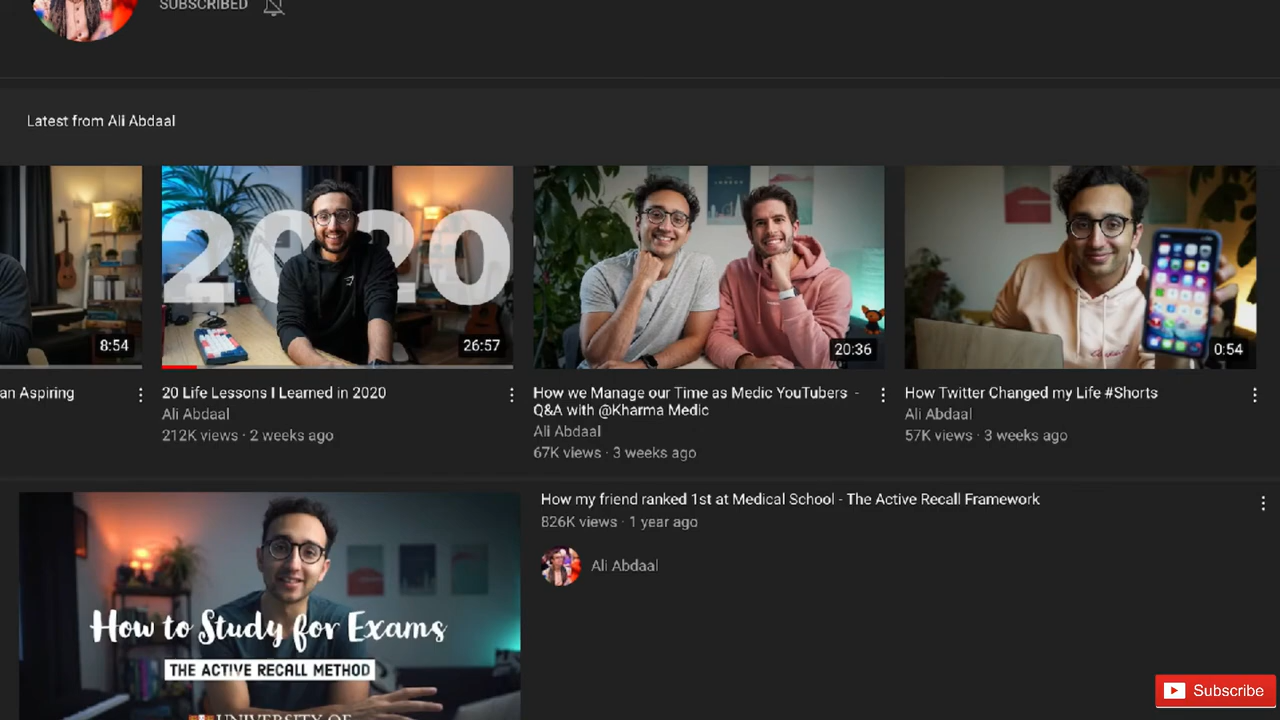 SUBSCRIBED
Latest from Ali Abdaal
2020
8:54
26:57
20:36
0:54
an Aspiring
20 Life Lessons I Learned in 2020
Ali Abdaal
212K views · 2 weeks ago
How we Manage our Time as Medic YouTubers -
Q&A with @Kharma Medic
Ali Abdaal
67K views · 3 weeks ago
How Twitter Changed my Life #Shorts
Ali Abdaal
57K views · 3 weeks ago
How to Study for Exams
THE ACTIVE RECALL METHOD
UNIVERSITY OF
How my friend ranked 1st at Medical School - The Active Recall Framework
826K views · 1 year ago
Ali Abdaal
Subscribe